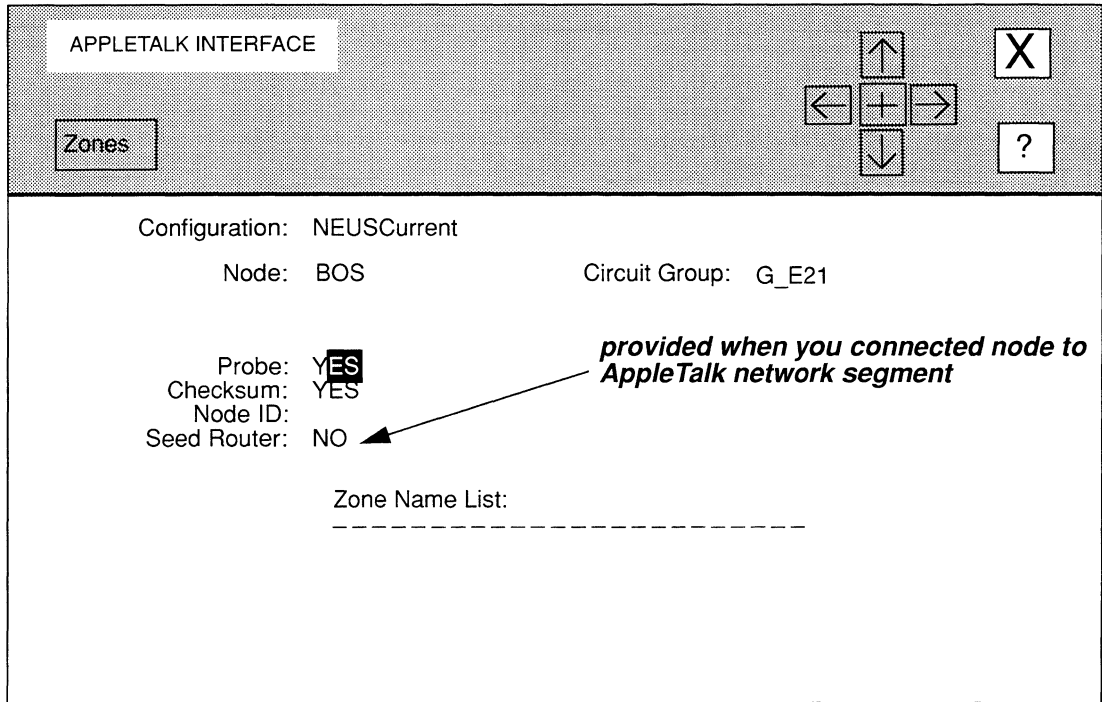 APPLETALK INTERFACE
X
Zones
?
Configuration: NEUSCurrent
Node: BOS Circuit Group: G_E21
Probe: YES
provided when you connected node to
AppleTalk network segment
Checksum: YES
Node ID:
Seed Router: NO
Zone Name List: